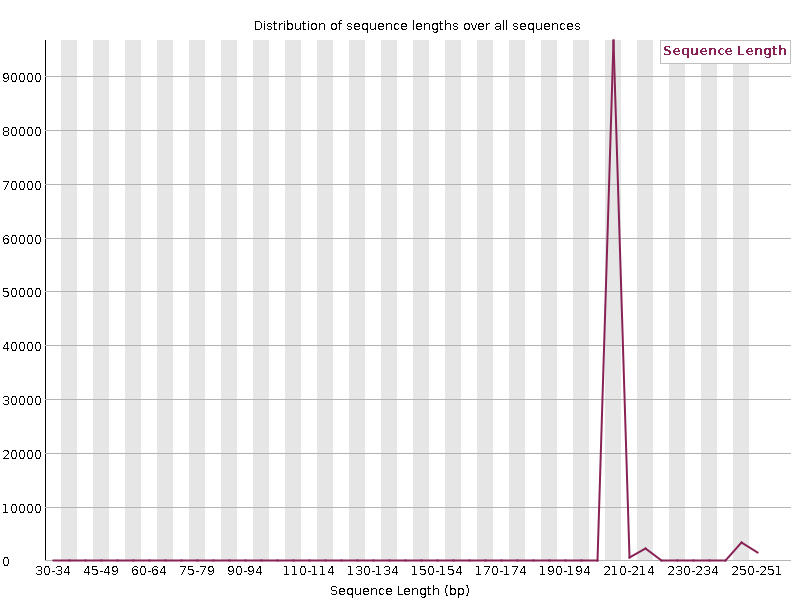 Distribution of sequence lengths over all sequences
Sequence Length
90000
80000
70000
60000
50000
40000
30000
20000
10000
0
30-34 45-49 60-64 75-79 90-94 110-114 130-134 150-154 170-174 190-194 210-214 230-234 250-251
Sequence Length (bp)